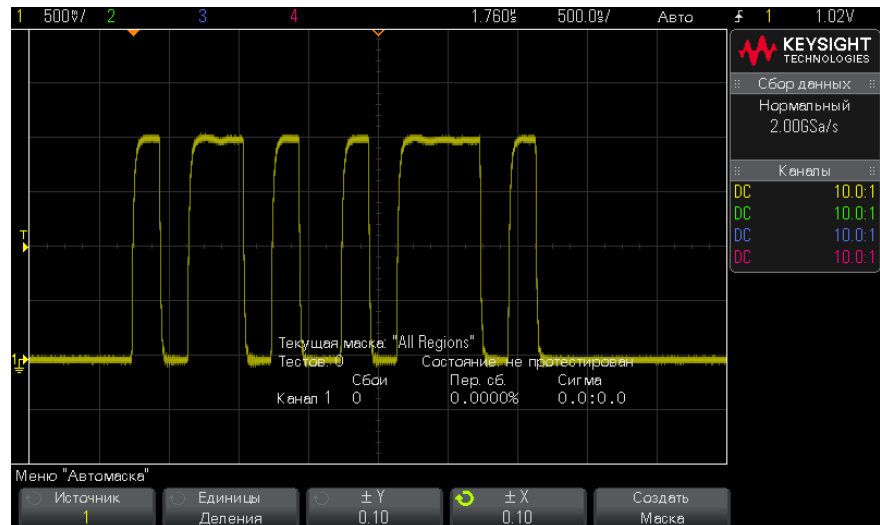 1 500▽/ 2 3 4 1.760s 500.0s/ Авто 1 1.02V
KEYSIGHT
TECHNOLOGIES
Сбор данных
Нормальный
2.00GSa/s
Каналы
DC 10.0:1
DC 10.0:1
DC 10.0:1
DC 10.0:1
T
1
Текущая маска: "All Regions"
Тестов: 0 Состояние: не протестирован
Сбои Пер. сб. Сигма
Канал 1 0 0.0000% 0.0:0.0
Меню "Автомаска"
Источник Единицы ± Y ± X Создать
1 Деления 0.10 0.10 Маска